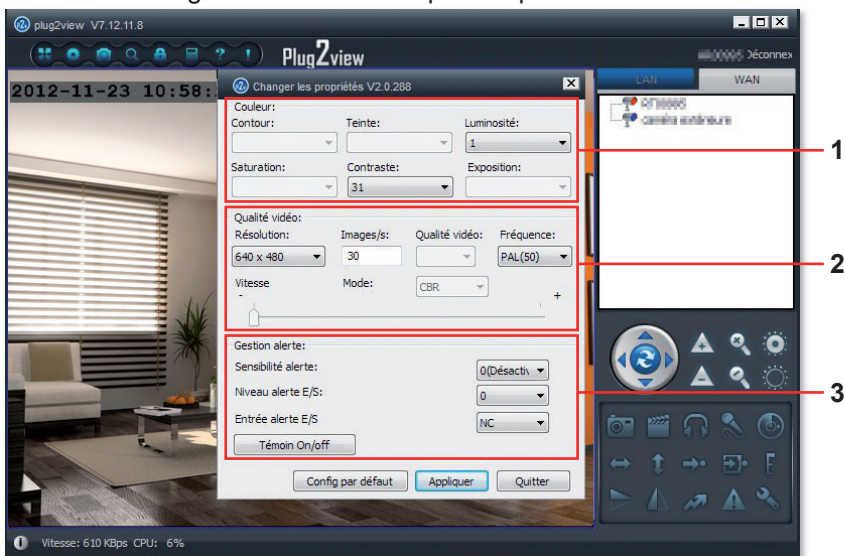 plug2view V7.12.11.8
Plug2view
Déconnex
2012-11-23 10:58:
LAN WAN
Changer les propriétés V2.0.288
Couleur:
Contour: Teinte: Luminosité:
1
Saturation: Contraste: Exposition:
31
1
Qualité vidéo:
Résolution: Images/s: Qualité vidéo: Fréquence:
640 x 480 30 PAL(50)
2
Vitesse Mode: CBR
- +
Gestion alerte:
Sensibilité alerte: 0(Désactiv
Niveau alerte E/S: 0
3
Entrée alerte E/S NC
Témoin On/off
Config par défaut Appliquer Quitter
Vitesse: 610 KBps CPU: 6%